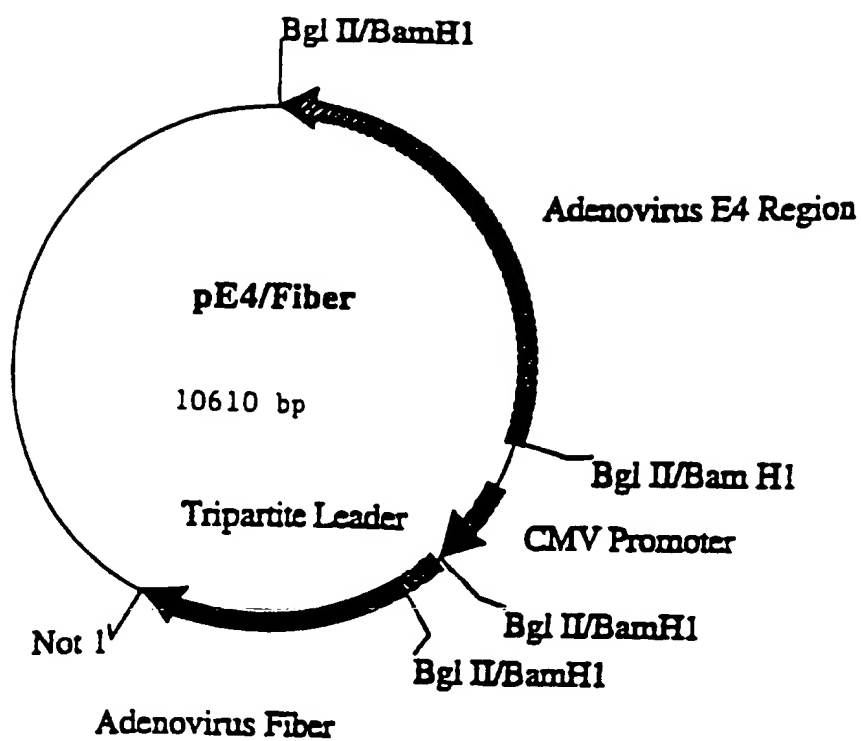 Bgl II/BamH1
Adenovirus E4 Region
pE4/Fiber
10610 bp
Bgl II/Bam H1
Tripartite Leader
CMV Promoter
Bgl II/BamH1
Not 1
Bgl II/BamH1
Adenovirus Fiber